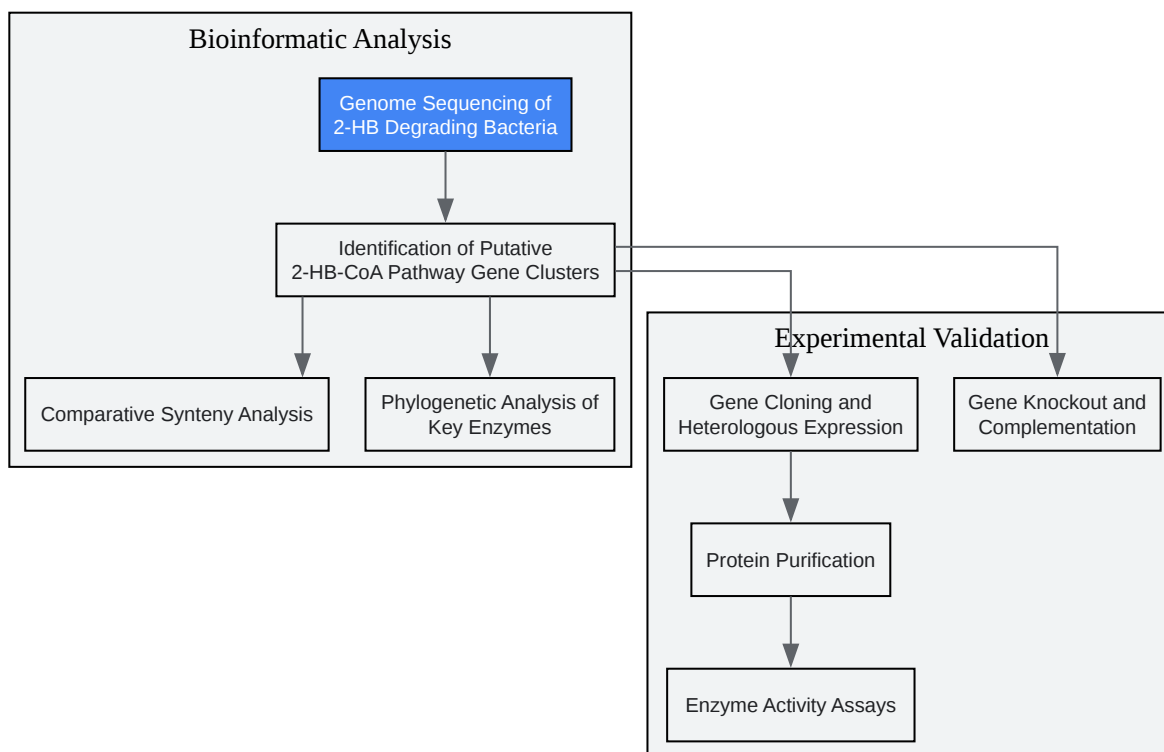 Bioinformatic Analysis
Genome Sequencing of
2-HB Degrading Bacteria
Identification of Putative
2-HB-CoA Pathway Gene Clusters
Comparative Synteny Analysis
Phylogenetic Analysis of
Key Enzymes
Experimental Validation
Gene Cloning and
Heterologous Expression
Gene Knockout and
Complementation
Protein Purification
Enzyme Activity Assays